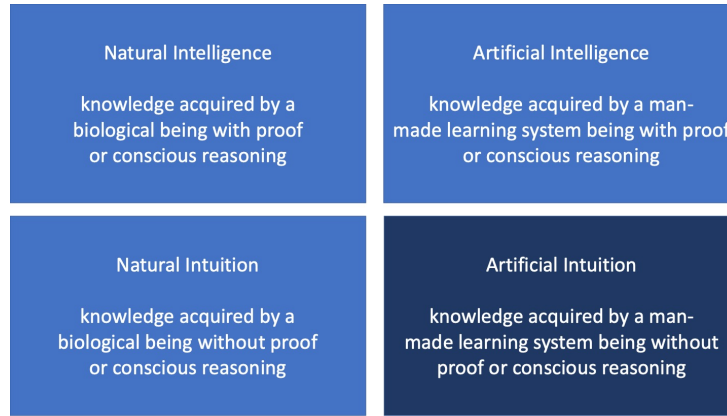 Natural Intelligence
knowledge acquired by a
biological being with proof
or conscious reasoning
Artificial Intelligence
knowledge acquired by a man-
made learning system being with proof
or conscious reasoning
Natural Intuition
knowledge acquired by a
biological being without proof
or conscious reasoning
Artificial Intuition
knowledge acquired by a man-
made learning system being without
proof or conscious reasoning